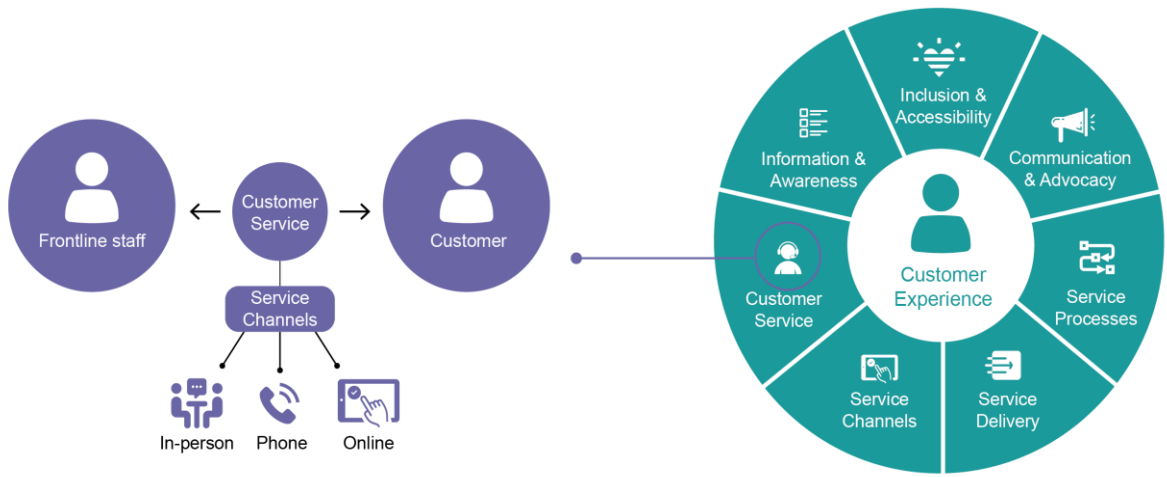 Frontline staff
Customer
Service
Customer
Service
Channels
In-person
Phone
Online
Inclusion &
Accessibility
Communication
& Advocacy
Service
Processes
Service
Delivery
Service
Channels
Customer
Service
Information &
Awareness
Customer
Experience